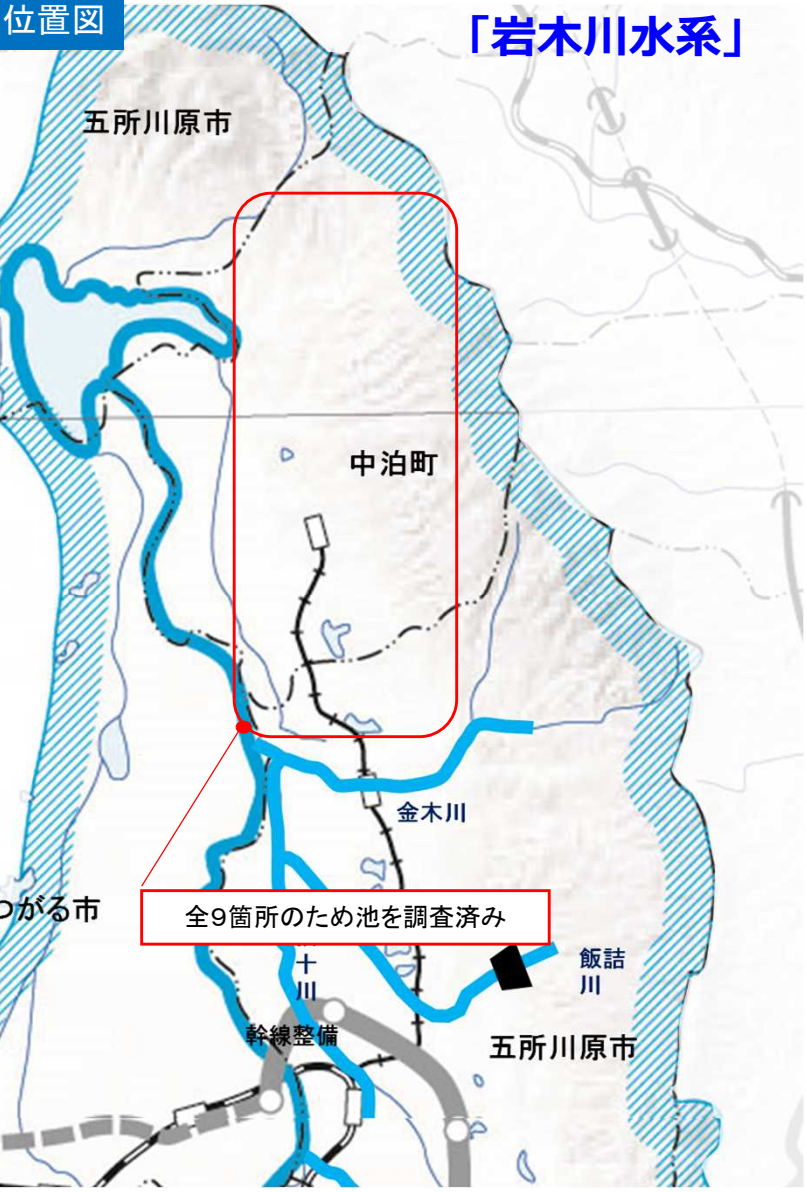 位置図
「岩木川水系」
五所川原市
中泊町
金木川
つがる市
全9箇所のため池を調査済み
十
川
飯詰
川
幹線整備
五所川原市